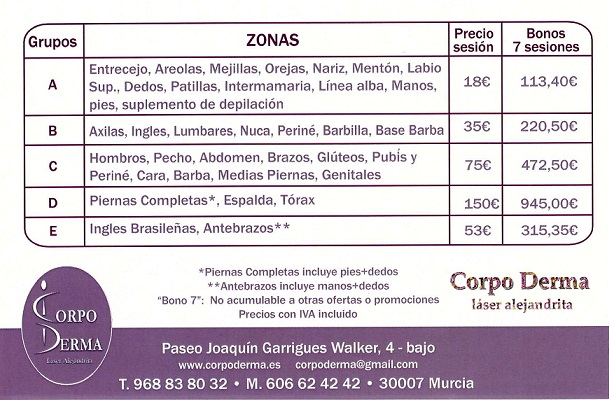 Grupos
ZONAS
Precio
sesión
Bonos
7 sesiones
A
Entrecejo, Areolas, Mejillas, Orejas, Nariz, Mentón, Labio
Sup., Dedos, Patillas, Intermamaria, Línea alba, Manos,
pies, suplemento de depilación
18€
113,40€
B
Axilas, Ingles, Lumbares, Nuca, Periné, Barbilla, Base Barba
35€
220,50€
C
Hombros, Pecho, Abdomen, Brazos, Glúteos, Pubis y
Periné, Cara, Barba, Medias Piernas, Genitales
75€
472,50€
D
Piernas Completas*, Espalda, Tórax
150€
945,00€
E
Ingles Brasileñas, Antebrazos**
53€
315,35€
*Piernas Completas incluye pies+dedos
**Antebrazos incluye manos+dedos
“Bono 7”: No acumulable a otras ofertas o promociones
Precios con IVA incluido
Corpo Derma
láser alejandrita
CORPO
DERMA
Láser Alejandrita
Paseo Joaquín Garrigues Walker, 4 - bajo
www.corpoderma.es corpoderma@gmail.com
T. 968 83 80 32 • M. 606 62 42 42 • 30007 Murcia